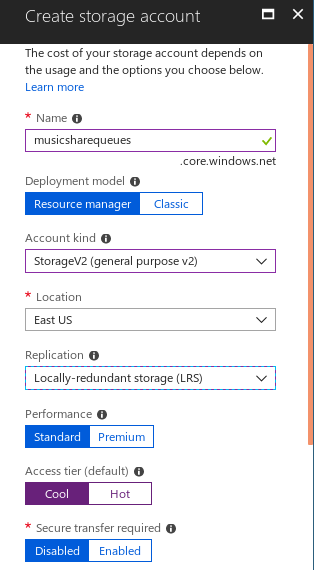 Create storage account
The cost of your storage account depends on
the usage and the options you choose below.
Learn more
* Name
musicsharequeues
.core.windows.net
Deployment model
Resource manager Classic
Account kind
StorageV2 (general purpose v2)
* Location
East US
Replication
Locally-redundant storage (LRS)
Performance
Standard Premium
Access tier (default)
Cool Hot
* Secure transfer required
Disabled Enabled